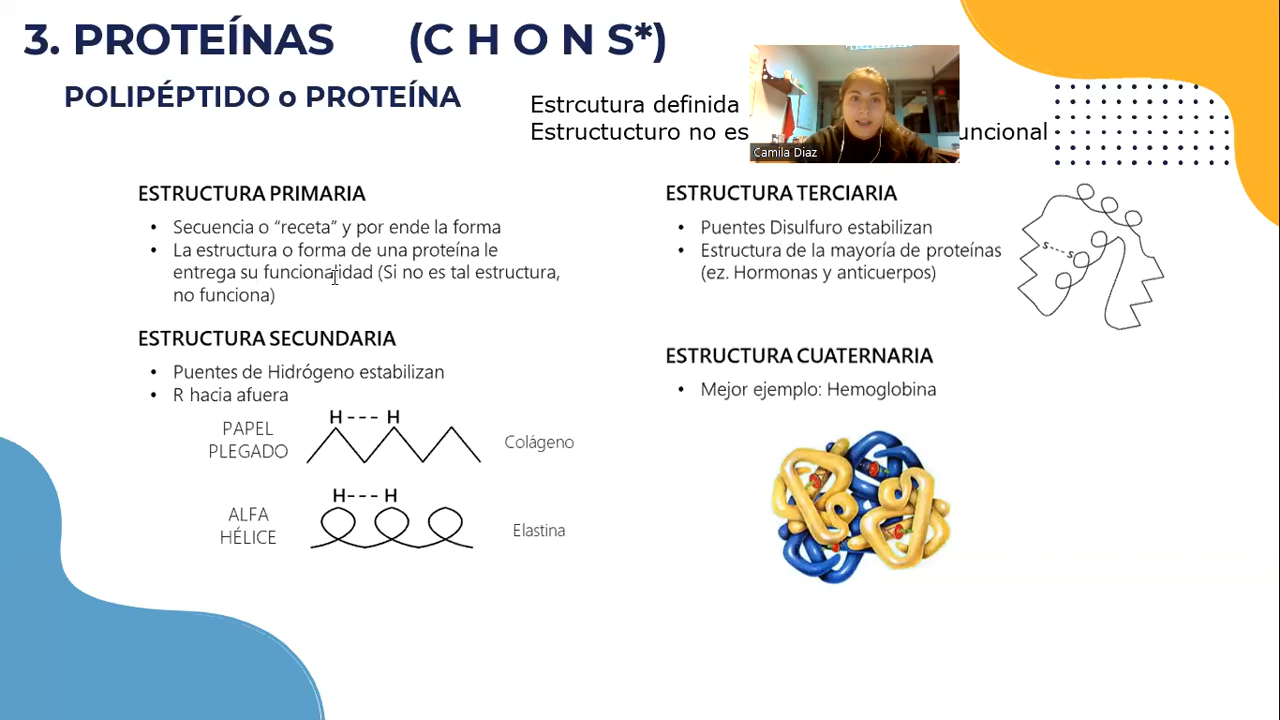 3. PROTEÍNAS (C H O N S*)
POLIPÉPTIDO o PROTEÍNA
Estrcutura definida
Estructucturo no es
Camila Diaz
ESTRUCTURA PRIMARIA
• Secuencia o “receta” y por ende la forma
• La estructura o forma de una proteína le
entrega su funcionalidad (Si no es tal estructura,
no funciona)
ESTRUCTURA SECUNDARIA
• Puentes de Hidrógeno estabilizan
• R hacia afuera
H --- H
PAPEL
PLEGADO
Colágeno
H --- H
ALFA
HÉLICE
Elastina
ESTRUCTURA TERCIARIA
• Puentes Disulfuro estabilizan
• Estructura de la mayoría de proteínas
(ez. Hormonas y anticuerpos)
S----S
ESTRUCTURA CUATERNARIA
• Mejor ejemplo: Hemoglobina